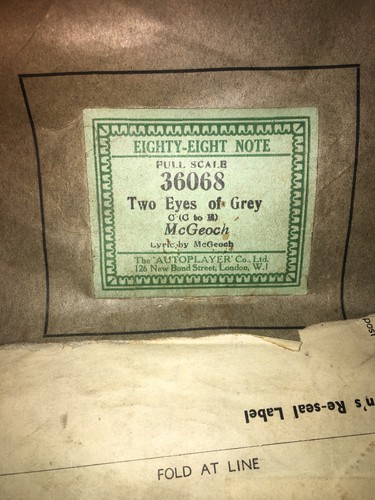 EIGHTY-EIGHT NOTE
FULL SCALE
36068
Two Eyes of Grey
C (C to E)
McGeoch
Lyric by McGeoch
The "AUTOPLAYER" Co., Ltd.
126 New Bond Street, London, W.1
n's Re-seal Label
FOLD AT LINE